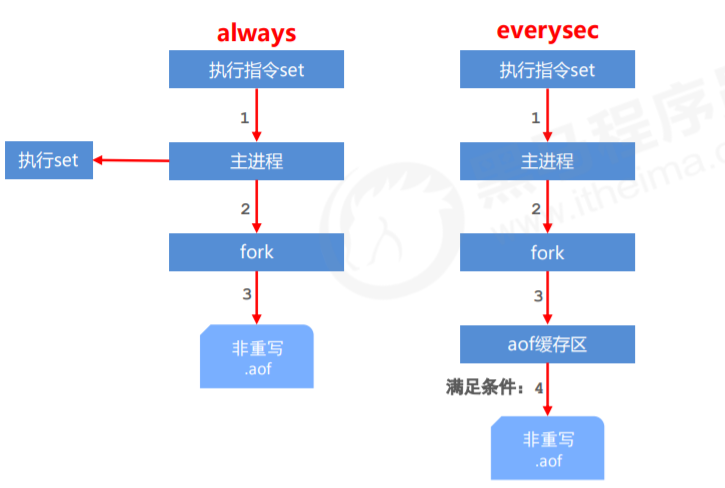 always
everysec
执行指令set
执行指令set
1
1
执行set
主进程
主进程
2
2
fork
fork
3
3
非重写
.aof
aof缓存区
满足条件：4
非重写
.aof
www.itheima.c